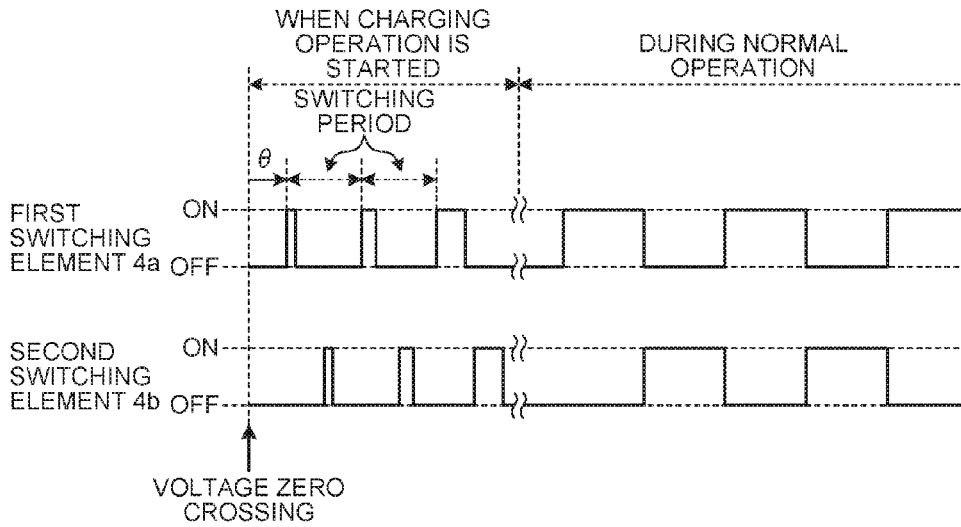 WHEN CHARGING
OPERATION IS
STARTED
DURING NORMAL
OPERATION
SWITCHING
PERIOD
θ
FIRST
SWITCHING
ELEMENT 4a
ON
OFF
SECOND
SWITCHING
ELEMENT 4b
ON
OFF
VOLTAGE ZERO
CROSSING